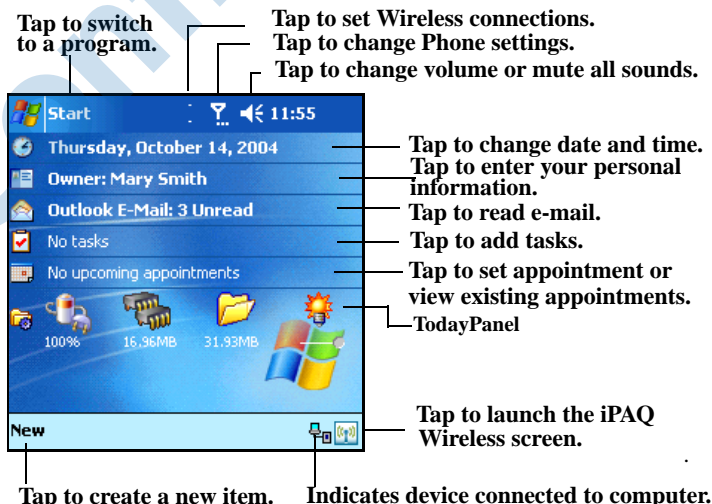 Tap to switch
to a program.
Tap to set Wireless connections.
Tap to change Phone settings.
Tap to change volume or mute all sounds.
Start
11:55
Thursday, October 14, 2004
Tap to change date and time.
Owner: Mary Smith
Tap to enter your personal
information.
Outlook E-Mail: 3 Unread
Tap to read e-mail.
No tasks
Tap to add tasks.
No upcoming appointments
Tap to set appointment or
view existing appointments.
100%
16.96MB
31.93MB
TodayPanel
New
Tap to launch the iPAQ
Wireless screen.
.
Tap to create a new item.
Indicates device connected to computer.